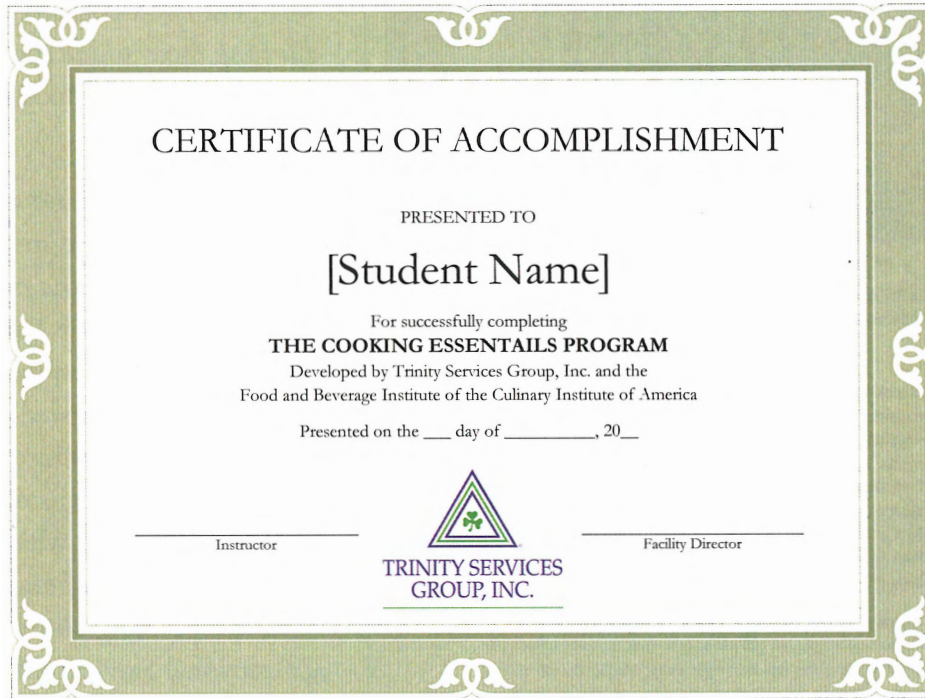 CERTIFICATE OF ACCOMPLISHMENT
PRESENTED TO
[Student Name]
For successfully completing
THE COOKING ESSENTAILS PROGRAM
Developed by Trinity Services Group, Inc. and the
Food and Beverage Institute of the Culinary Institute of America
Presented on the ___ day of __________, 20__
Instructor
Facility Director
TRINITY SERVICES
GROUP, INC.